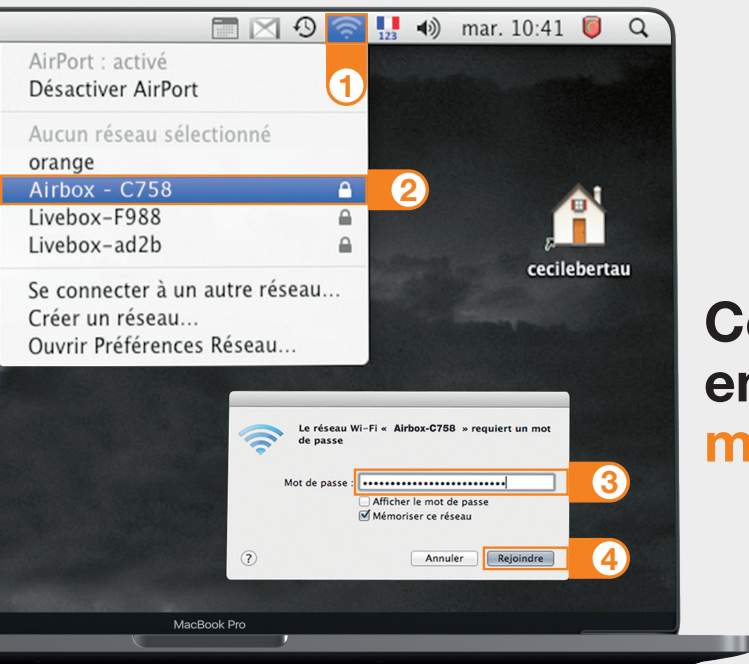 123
mar. 10:41
1
AirPort : activé
Désactiver AirPort
Aucun réseau sélectionné
orange
Airbox - C758
2
Livebox-F988
Livebox-ad2b
Se connecter à un autre réseau...
Créer un réseau...
Ouvrir Préférences Réseau...
cecilebertau
Le réseau Wi-Fi « Airbox-C758 » requiert un mot
de passe
Mot de passe : ••••••••••••••••••••••••••
3
Afficher le mot de passe
Mémoriser ce réseau
?
Annuler
Rejoindre
4
MacBook Pro